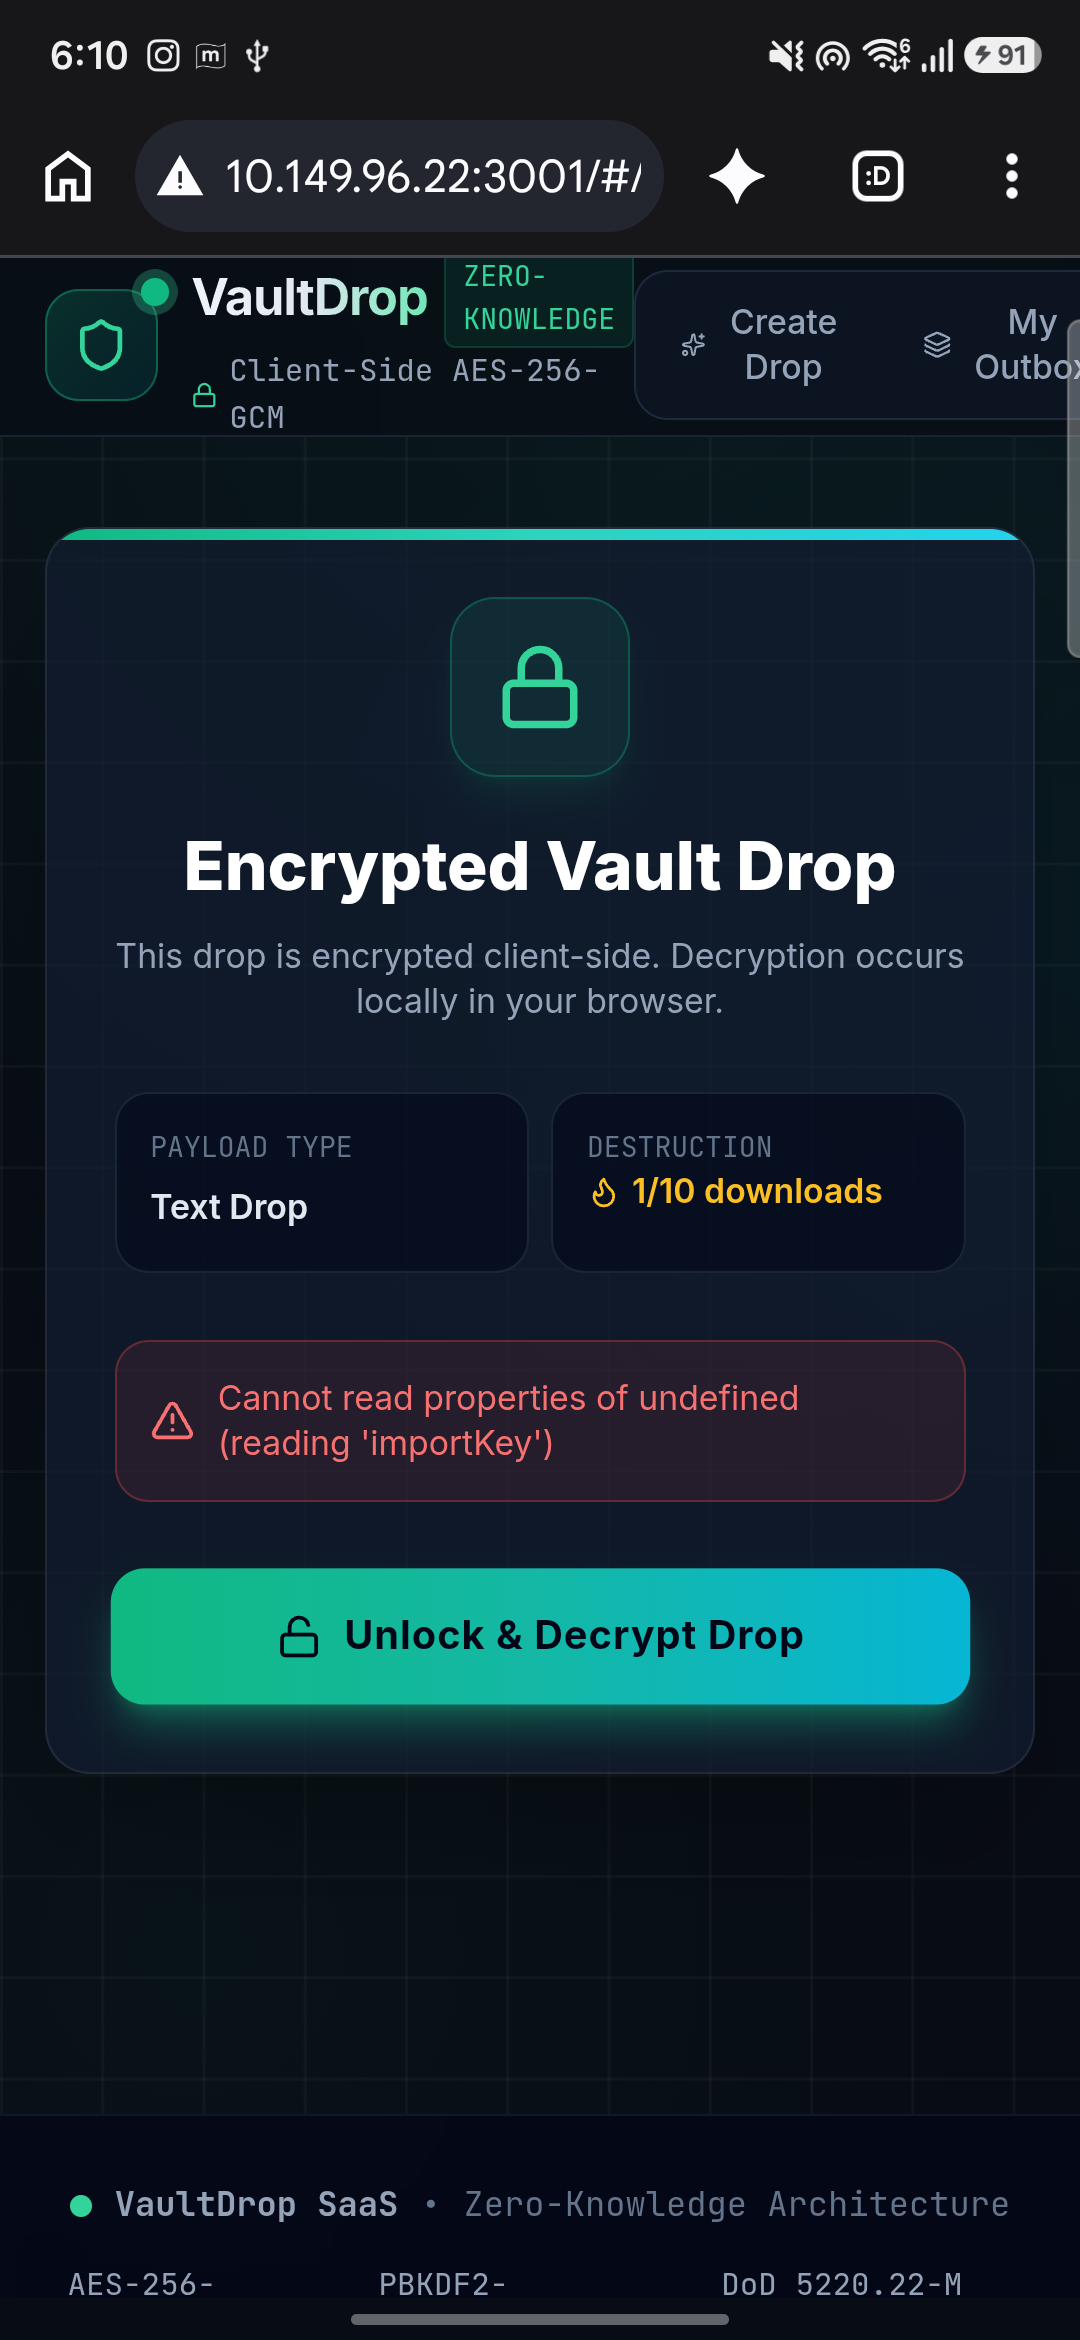 6:10
m
6
91
10.149.96.22:3001/#/
:D
VaultDrop
ZERO-
KNOWLEDGE
Client-Side AES-256-
GCM
Create
Drop
My
Outbox
Encrypted Vault Drop
This drop is encrypted client-side. Decryption occurs
locally in your browser.
PAYLOAD TYPE
Text Drop
DESTRUCTION
1/10 downloads
Cannot read properties of undefined
(reading 'importKey')
Unlock & Decrypt Drop
VaultDrop SaaS • Zero-Knowledge Architecture
AES-256-
PBKDF2-
DoD 5220.22-M